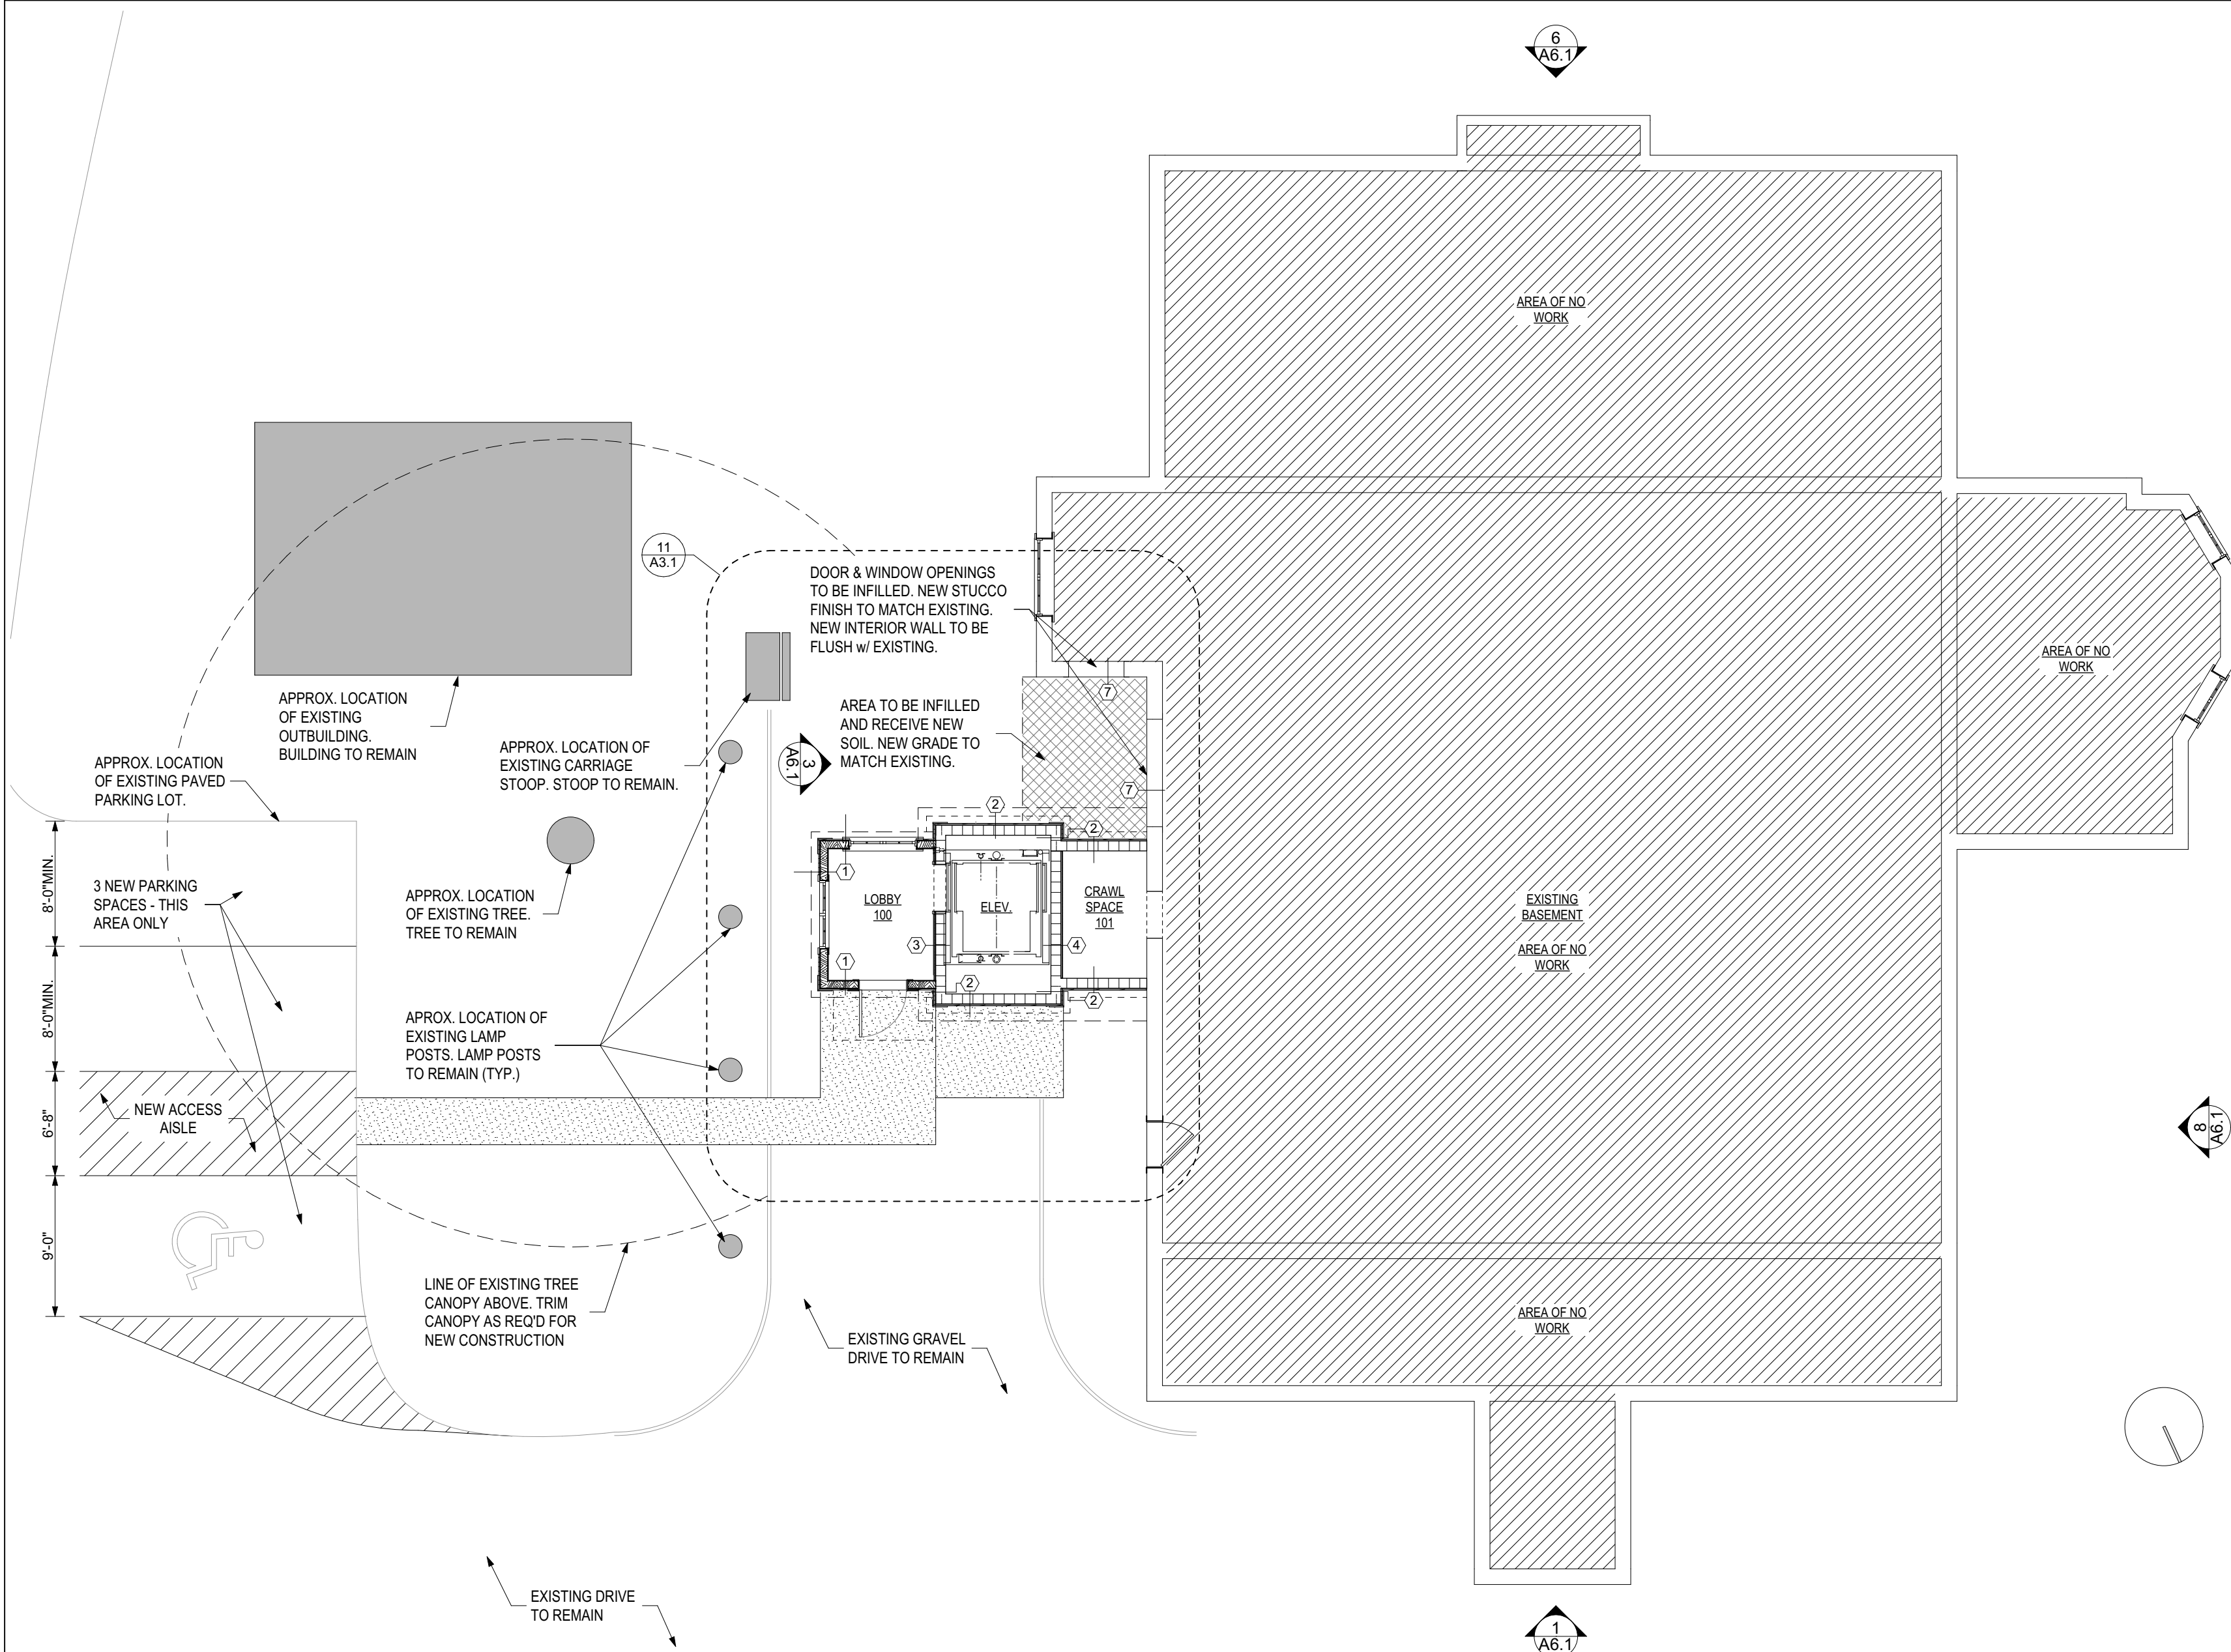 6
A6.1
AREA OF NO
WORK
11
A3.1
DOOR & WINDOW OPENINGS
TO BE INFILLED. NEW STUCCO
FINISH TO MATCH EXISTING.
NEW INTERIOR WALL TO BE
FLUSH w/ EXISTING.
AREA OF NO
WORK
APPROX. LOCATION
OF EXISTING
OUTBUILDING.
BUILDING TO REMAIN
7
AREA TO BE INFILLED
AND RECEIVE NEW
SOIL. NEW GRADE TO
MATCH EXISTING.
APPROX. LOCATION OF
EXISTING CARRIAGE
STOOP. STOOP TO REMAIN.
3
A6.1
APPROX. LOCATION
OF EXISTING PAVED
PARKING LOT.
7
2
2
8'-0"MIN.
3 NEW PARKING
SPACES - THIS
AREA ONLY
APPROX. LOCATION
OF EXISTING TREE.
TREE TO REMAIN
1
LOBBY
100
ELEV.
CRAWL
SPACE
101
EXISTING
BASEMENT
AREA OF NO
WORK
3
4
1
2
2
8'-0"MIN.
APROX. LOCATION OF
EXISTING LAMP
POSTS. LAMP POSTS
TO REMAIN (TYP.)
6'-8"
NEW ACCESS
AISLE
8
A6.1
9'-0"
LINE OF EXISTING TREE
CANOPY ABOVE. TRIM
CANOPY AS REQ'D FOR
NEW CONSTRUCTION
EXISTING GRAVEL
DRIVE TO REMAIN
AREA OF NO
WORK
EXISTING DRIVE
TO REMAIN
1
A6.1